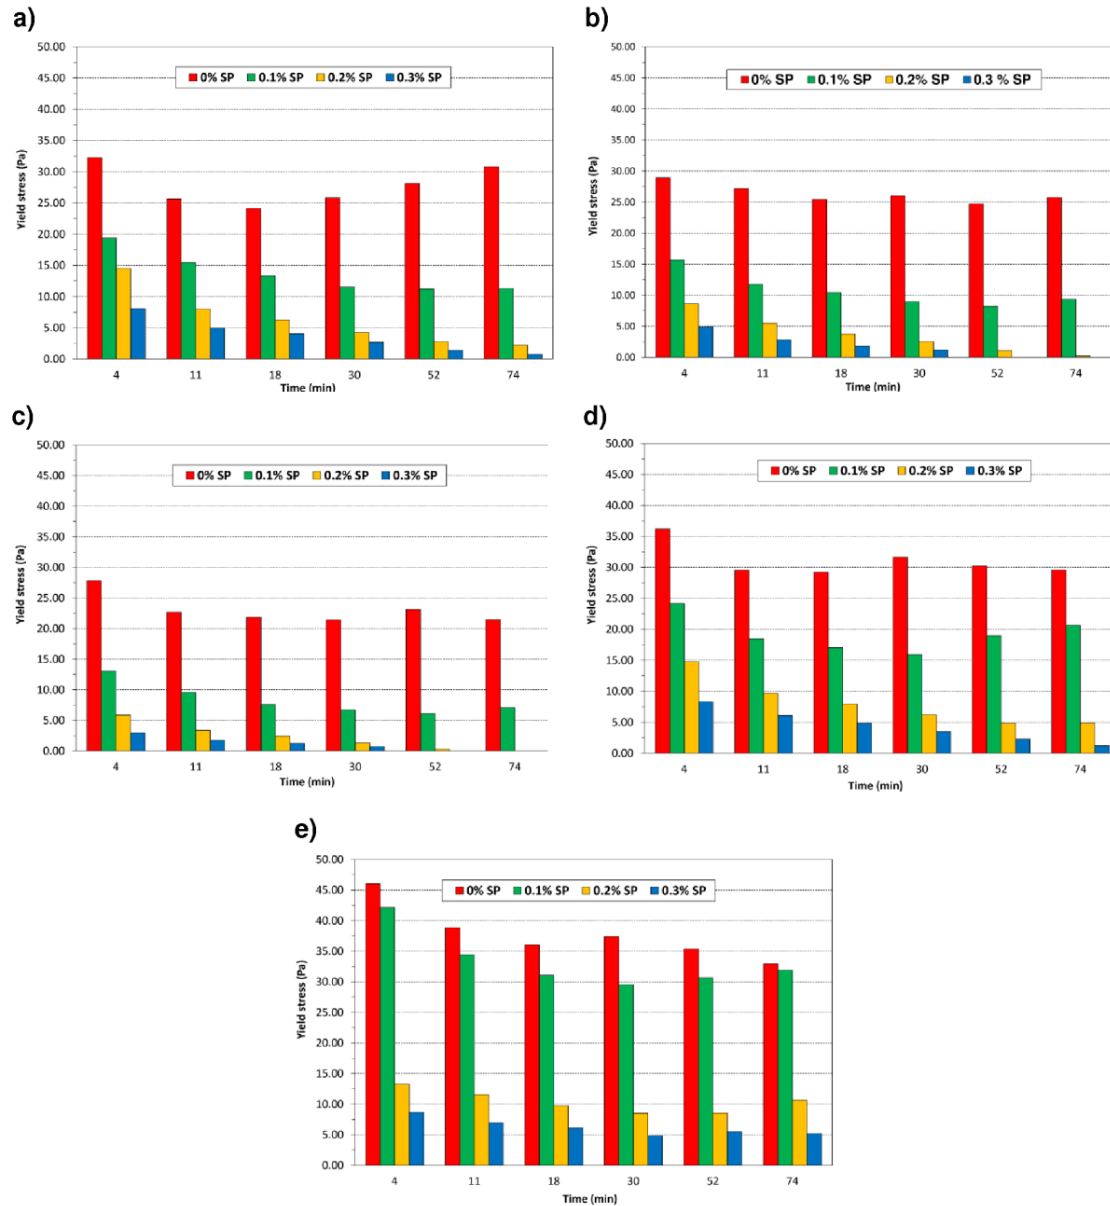 a)
50.00
45.00
40.00
35.00
30.00
25.00
20.00
15.00
10.00
5.00
0.00
Yield stress (Pa)
0% SP 0.1% SP 0.2% SP 0.3% SP
4 11 18 30 52 74
Time (min)
b)
50.00
45.00
40.00
35.00
30.00
25.00
20.00
15.00
10.00
5.00
0.00
Yield stress (Pa)
0% SP 0.1% SP 0.2% SP 0.3 % SP
4 11 18 30 52 74
Time (min)
c)
50.00
45.00
40.00
35.00
30.00
25.00
20.00
15.00
10.00
5.00
0.00
Yield stress (Pa)
0% SP 0.1% SP 0.2% SP 0.3% SP
4 11 18 30 52 74
Time (min)
d)
50.00
45.00
40.00
35.00
30.00
25.00
20.00
15.00
10.00
5.00
0.00
Yield stress (Pa)
0% SP 0.1% SP 0.2% SP 0.3% SP
4 11 18 30 52 74
Time (min)
e)
50.00
45.00
40.00
35.00
30.00
25.00
20.00
15.00
10.00
5.00
0.00
Yield stress (Pa)
0% SP 0.1% SP 0.2% SP 0.3% SP
4 11 18 30 52 74
Time (min)